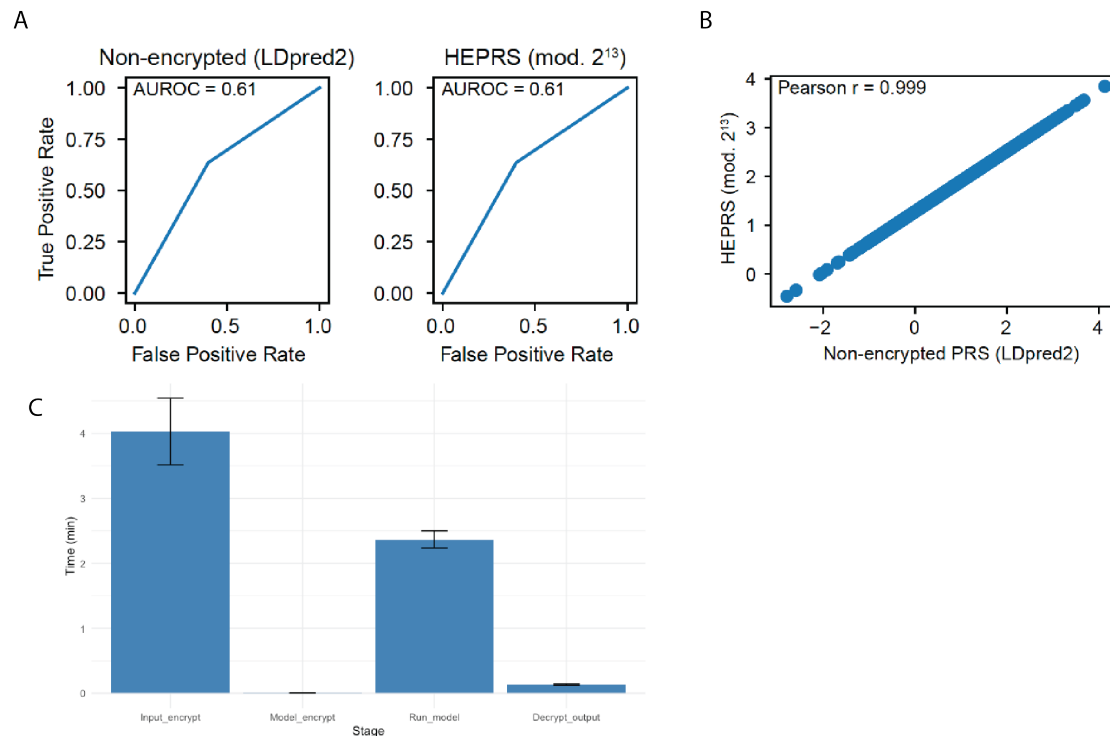 A
Non-encrypted (LDpred2)
AUROC = 0.61
1.00
0.75
0.50
0.25
0.00
True Positive Rate
0.0 0.5 1.0
False Positive Rate
HEPRS (mod. 2¹³)
AUROC = 0.61
1.00
0.75
0.50
0.25
0.00
0.0 0.5 1.0
False Positive Rate
B
Pearson r = 0.999
4
3
2
1
0
HEPRS (mod. 2¹³)
−2 0 2 4
Non-encrypted PRS (LDpred2)
C
4
3
2
1
0
Time (min)
Input_encrypt Model_encrypt Run_model Decrypt_output
Stage